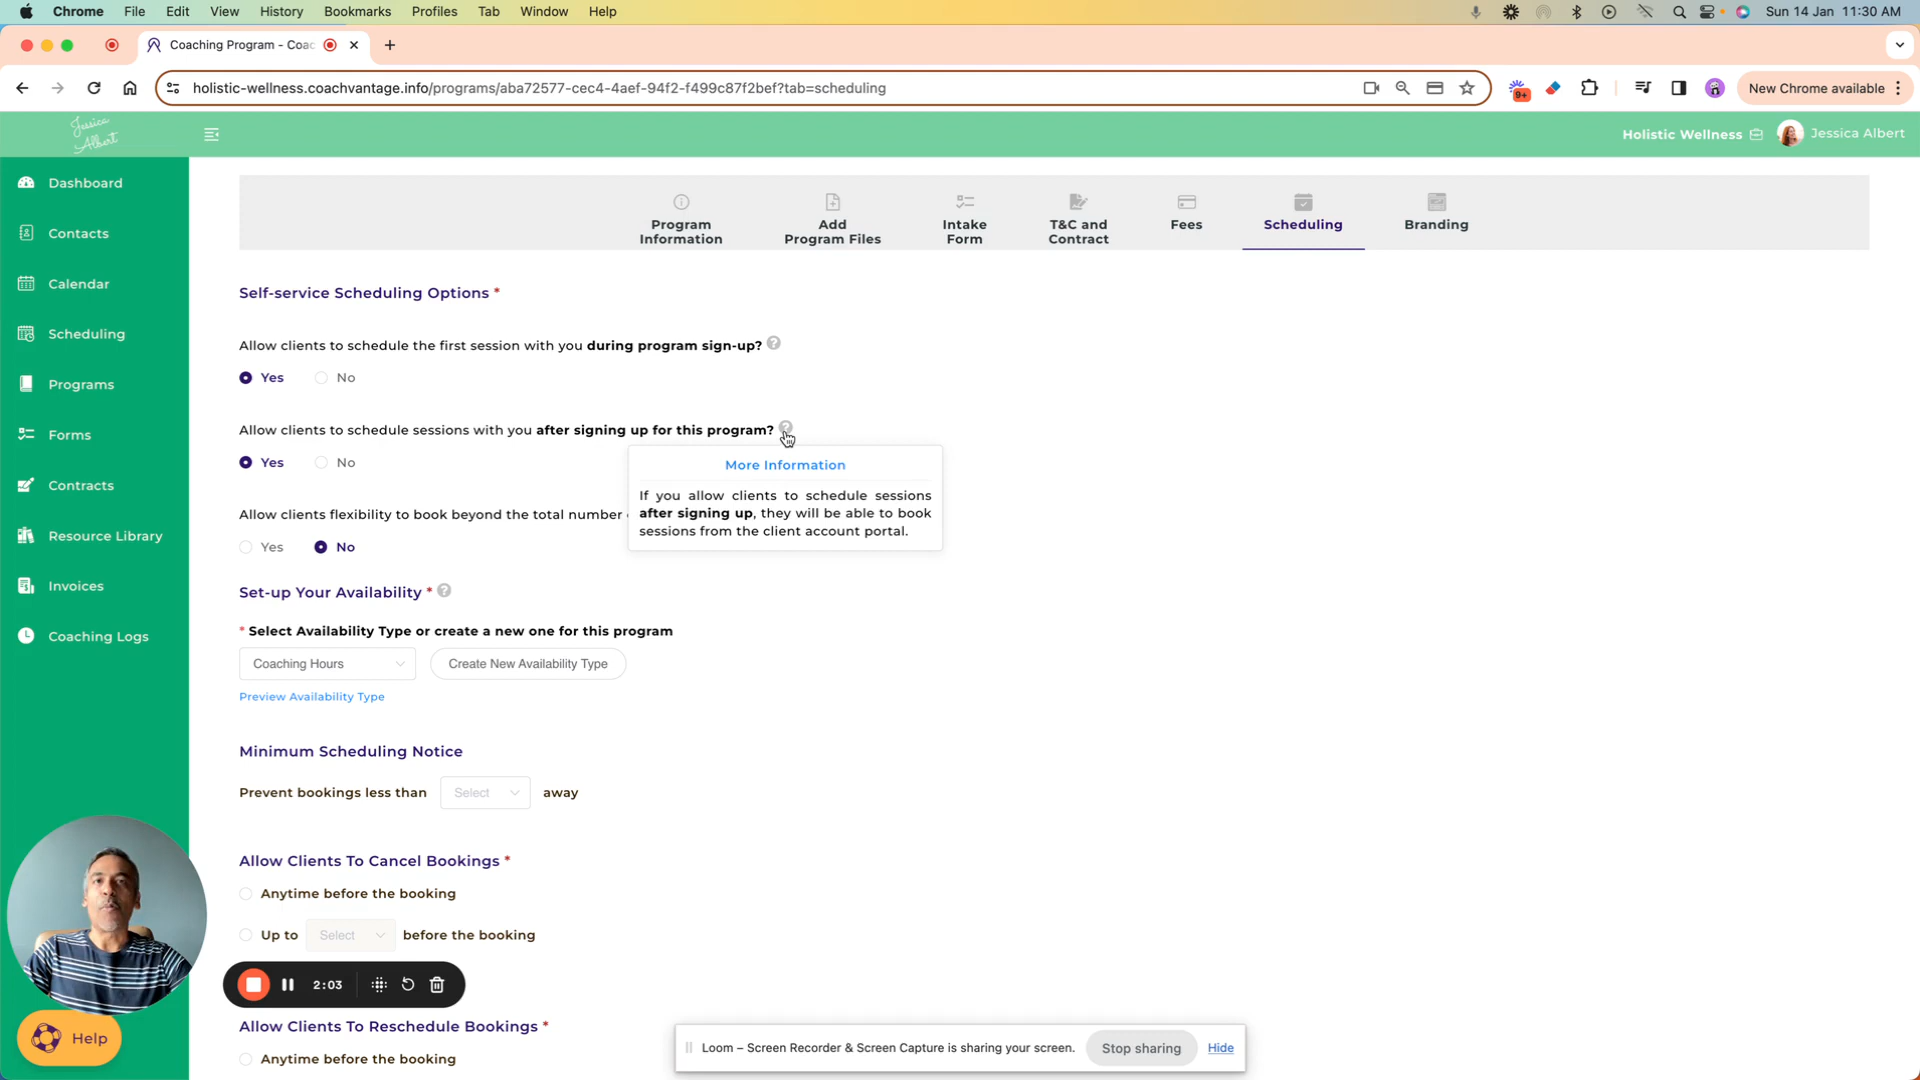 Chrome File Edit View History Bookmarks Profiles Tab Window Help Sun 14 Jan 11:30 AM
Coaching Program - Coac
holistic-wellness.coachvantage.info/programs/aba72577-cec4-4aef-94f2-f499c87f2bef?tab=scheduling
9+
New Chrome available
Jessica
Albert
Holistic Wellness
Jessica Albert
Dashboard
Contacts
Calendar
Scheduling
Programs
Forms
Contracts
Resource Library
Invoices
Coaching Logs
Help
Program
Information
Add
Program Files
Intake
Form
T&C and
Contract
Fees
Scheduling
Branding
Self-service Scheduling Options *
Allow clients to schedule the first session with you during program sign-up? ?
Yes No
Allow clients to schedule sessions with you after signing up for this program? ?
Yes No
More Information
If you allow clients to schedule sessions
after signing up, they will be able to book
sessions from the client account portal.
Allow clients flexibility to book beyond the total number
Yes No
Set-up Your Availability * ?
* Select Availability Type or create a new one for this program
Coaching Hours Create New Availability Type
Preview Availability Type
Minimum Scheduling Notice
Prevent bookings less than Select away
Allow Clients To Cancel Bookings *
Anytime before the booking
Up to Select before the booking
2:03
Allow Clients To Reschedule Bookings *
Anytime before the booking
Loom – Screen Recorder & Screen Capture is sharing your screen. Stop sharing Hide